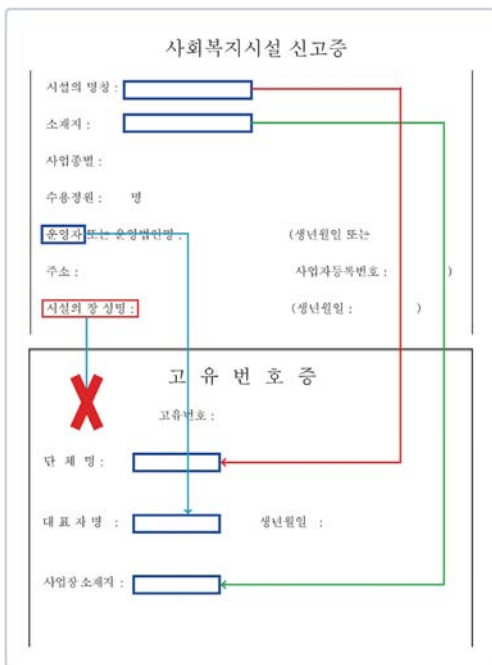 사회복지시설 신고증
시설의 명칭 :
소재지 :
사업종별 :
수용정원 : 명
운영자 또는 운영법인명 : (생년월일 또는
주소 : 사업자등록번호 : )
시설의 장 성명 : (생년월일 : )
고 유 번 호 증
고유번호 :
단 체 명 :
대 표 자 명 : 생년월일 :
사업장 소재지 :